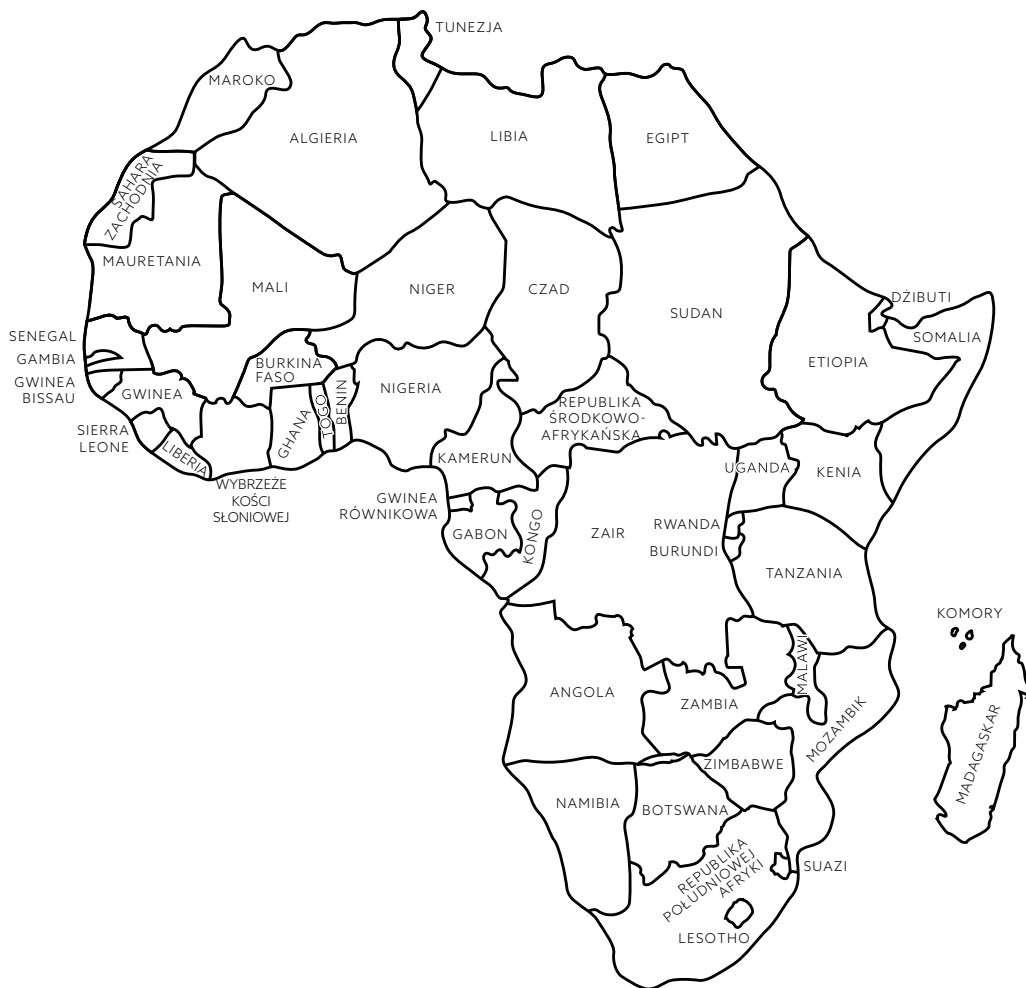 TUNEZJA
MAROKO
ALGIERIA
LIBIA
EGIPT
SAHARA
ZACHODNIA
MAURETANIA
MALI
NIGER
CZAD
SUDAN
DŻIBUTI
SOMALIA
ETIOPIA
SENEGAL
GAMBIA
GWINEA
BISSAU
GWINEA
SIERRA
LEONE
LIBERIA
WYBRZEŻE
KOŚCI
SŁONIOWEJ
BURKINA
FASO
GHANA
TOGO
BENIN
NIGERIA
REPUBLIKA
ŚRODKOWO-
AFRYKAŃSKA
KAMERUN
GWINEA
RÓWNIKOWA
GABON
KONGO
ZAIR
UGANDA
KENIA
RWANDA
BURUNDI
TANZANIA
KOMORY
ANGOLA
ZAMBIA
MALAWI
MOZAMBIK
MADAGASKAR
ZIMBABWE
NAMIBIA
BOTSWANA
REPUBLIKA
POŁUDNIOWEJ
AFRYKI
SUAZI
LESOTHO